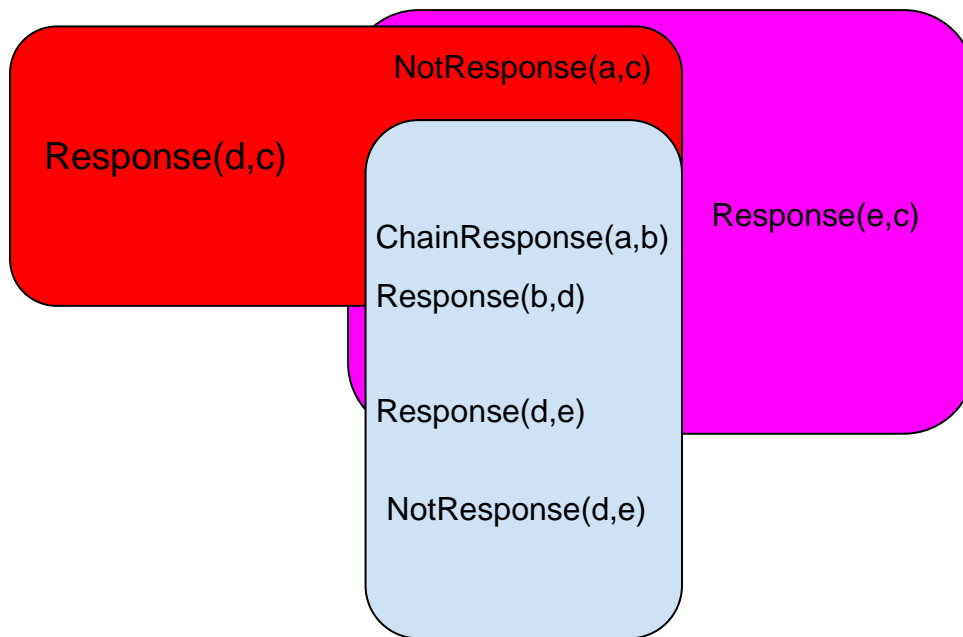 NotResponse(a,c)
Response(d,c)
Response(e,c)
ChainResponse(a,b)
Response(b,d)
Response(d,e)
NotResponse(d,e)